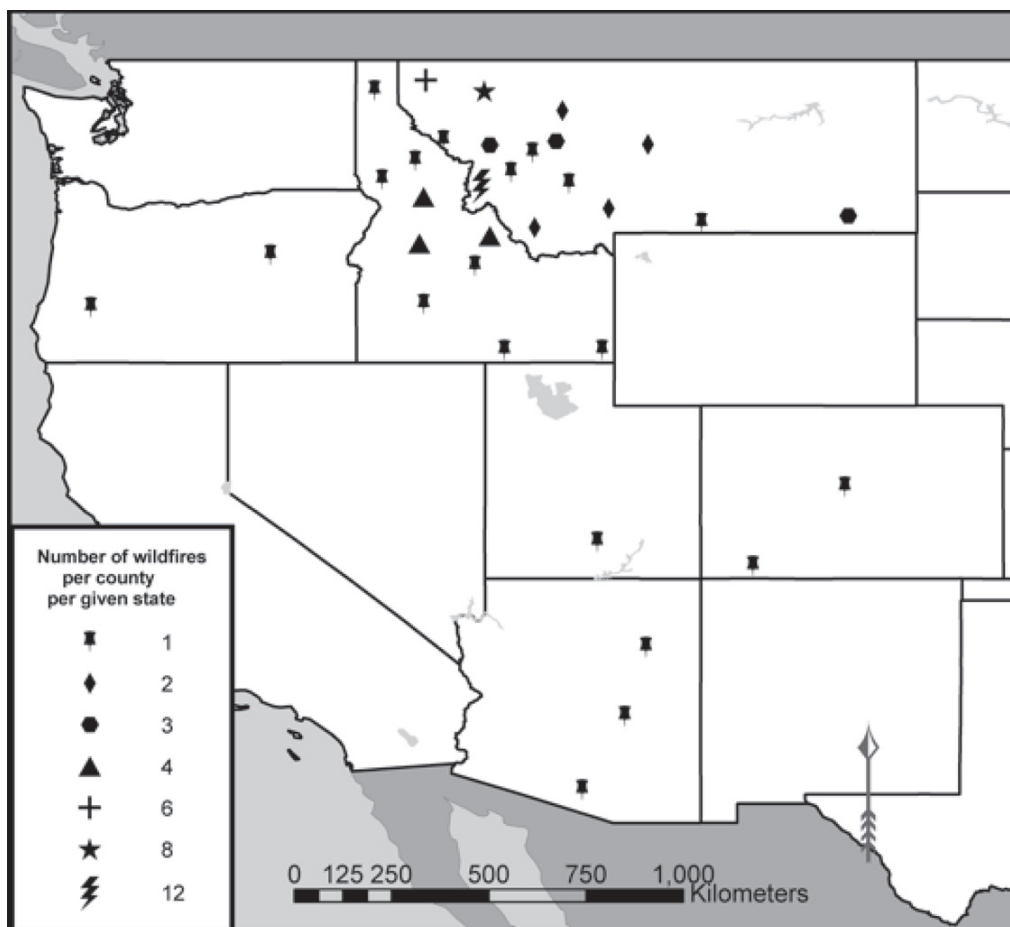 Number of wildfires
per county
per given state
1
2
3
4
6
8
12
0 125 250 500 750 1,000
Kilometers